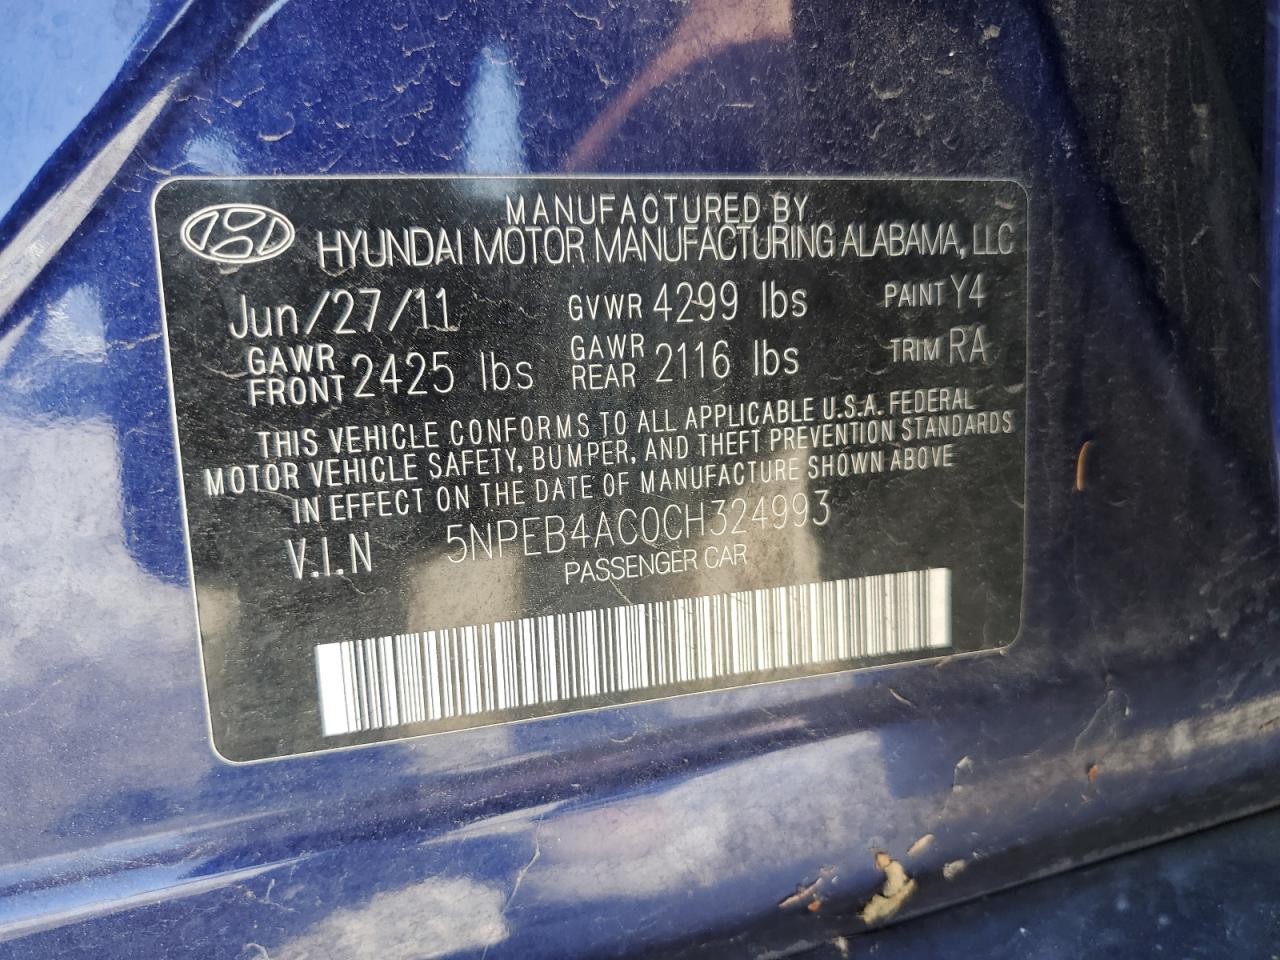 MANUFACTURED BY
HYUNDAI MOTOR MANUFACTURING ALABAMA, LLC
Jun/27/11 GVWR 4299 lbs PAINT Y4
GAWR FRONT 2425 lbs GAWR REAR 2116 lbs TRIM RA
THIS VEHICLE CONFORMS TO ALL APPLICABLE U.S.A. FEDERAL
MOTOR VEHICLE SAFETY, BUMPER, AND THEFT PREVENTION STANDARDS
IN EFFECT ON THE DATE OF MANUFACTURE SHOWN ABOVE
V.I.N 5NPEB4AC0CH324993
PASSENGER CAR